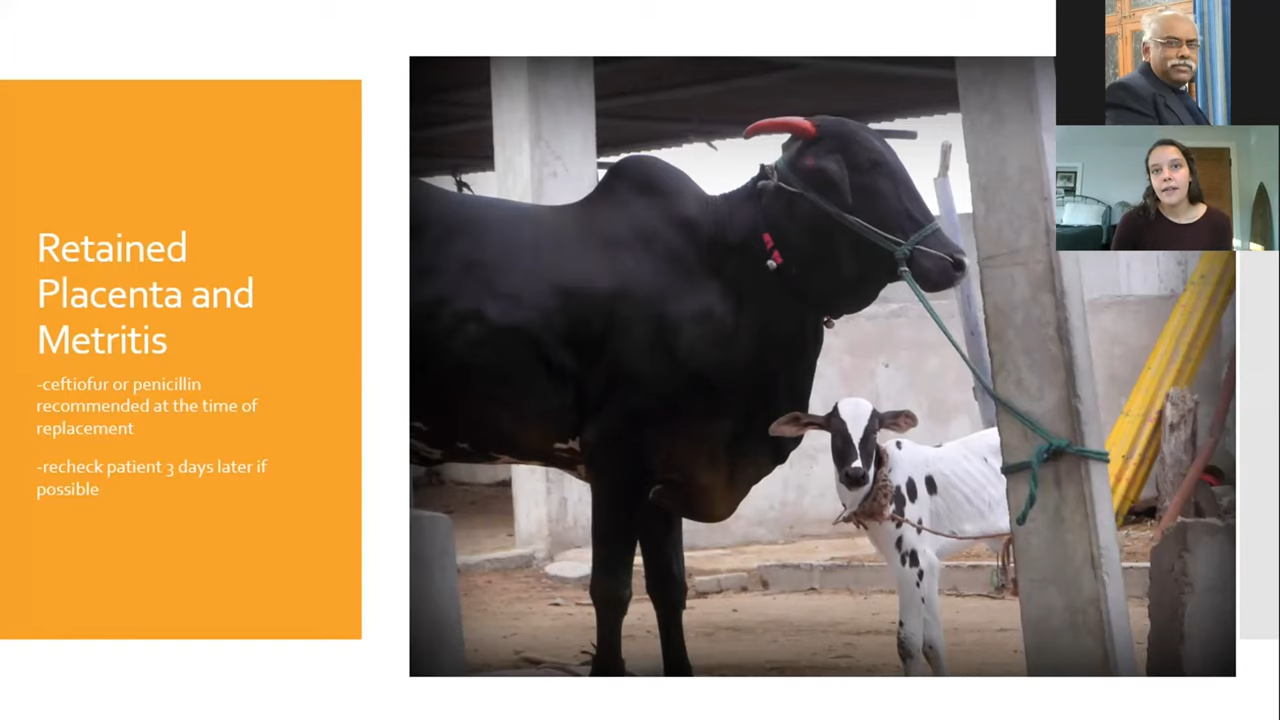 Retained
Placenta and
Metritis
-ceftiofur or penicillin
recommended at the time of
replacement
-recheck patient 3 days later if
possible